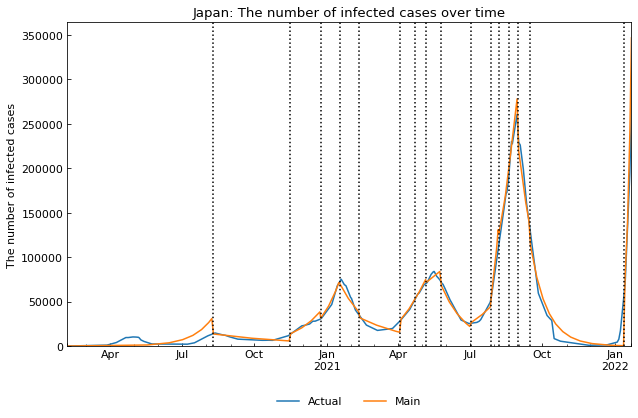 Japan: The number of infected cases over time
The number of infected cases
350000
300000
250000
200000
150000
100000
50000
0
Apr Jul Oct Jan Apr Jul Oct Jan
2021 2022
Actual Main